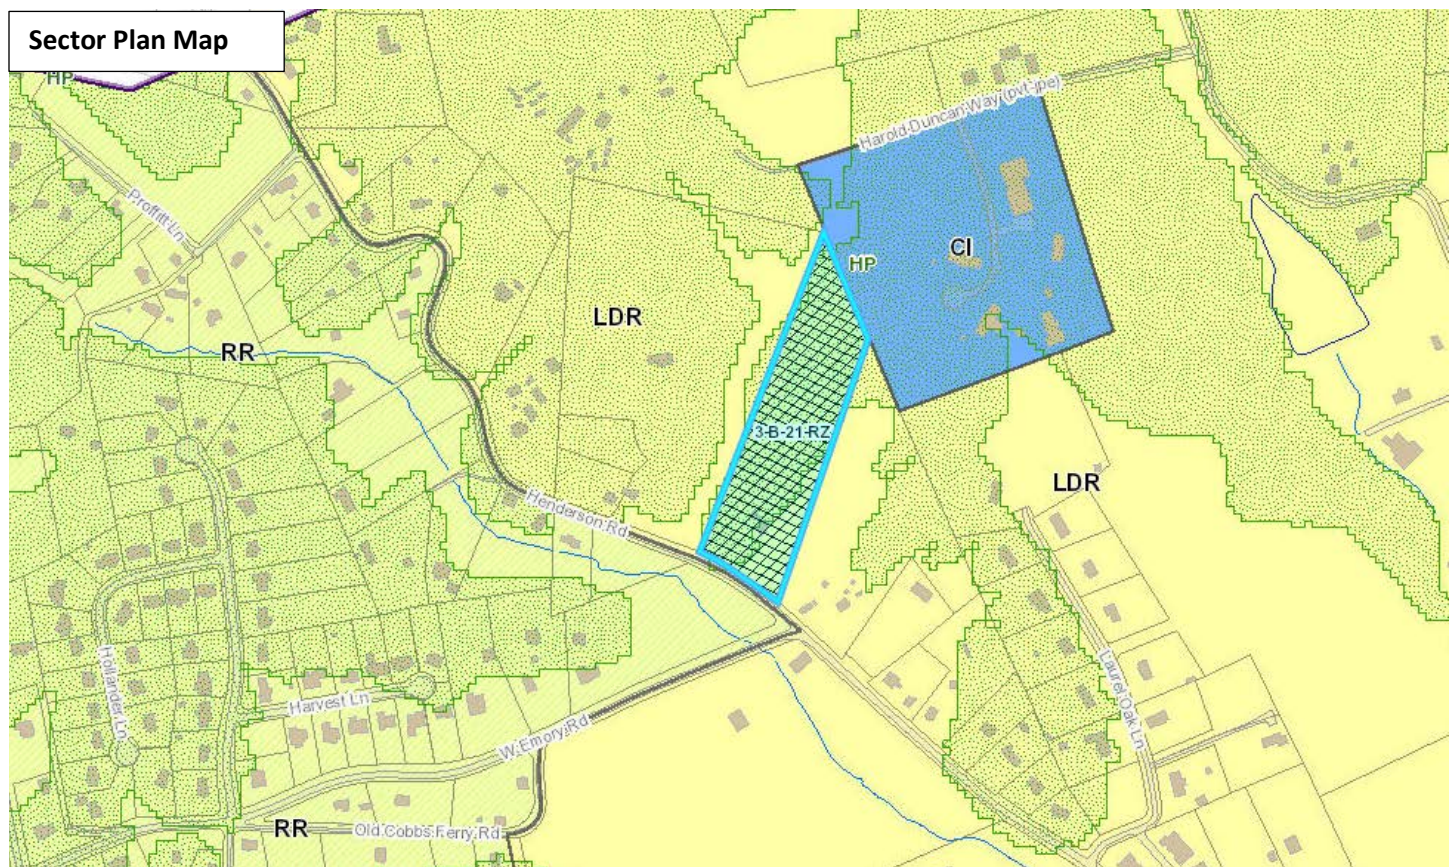 Sector Plan Map
HP
Harold Duncan Way (pvt-jpe)
Proffitt Ln
CI
HP
LDR
RR
3-B-21-RZ
LDR
Henderson Rd
Hollander Ln
Harvest Ln
Laurel Oak Ln
W Emory Rd
RR
Old Cobbs Ferry Rd